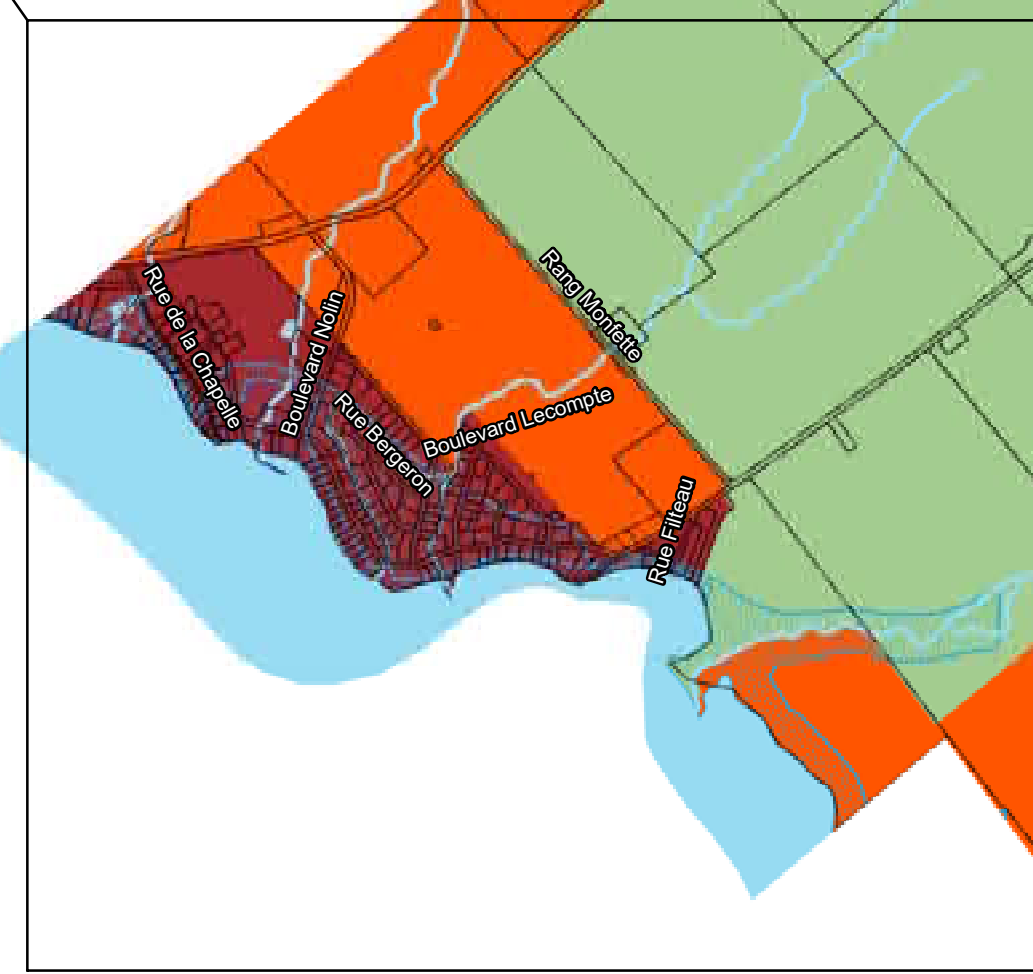 Rue de la Chapelle
Boulevard Nolin
Rang Monfette
Rue Bergeron
Boulevard Lecompte
Rue Filteau